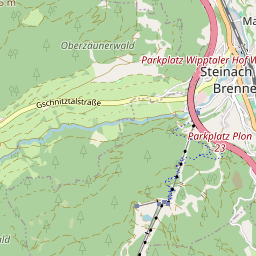 Ma
Oberzaunerwald
Parkplatz Wipptaler Hof W
Steinach
Brenne
Gschnitztalstraße
Parkplatz Plon
23
ald